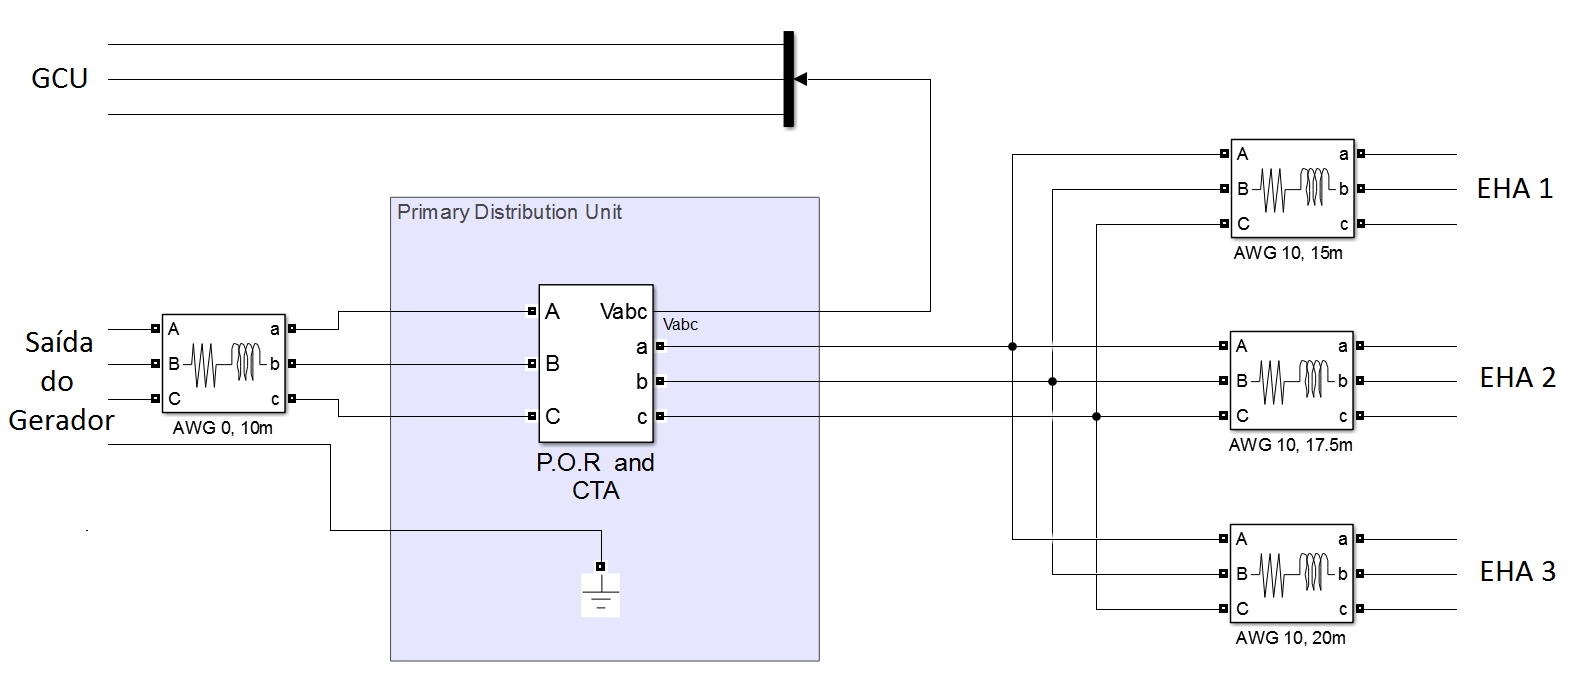 GCU
Primary Distribution Unit
Saída
do
Gerador
A a
B b
C c
AWG 0, 10m
A Vabc
Vabc
a
B b
C c
P.O.R and
CTA
A a
B b
C c
AWG 10, 15m
EHA 1
A a
B b
C c
AWG 10, 17.5m
EHA 2
A a
B b
C c
AWG 10, 20m
EHA 3